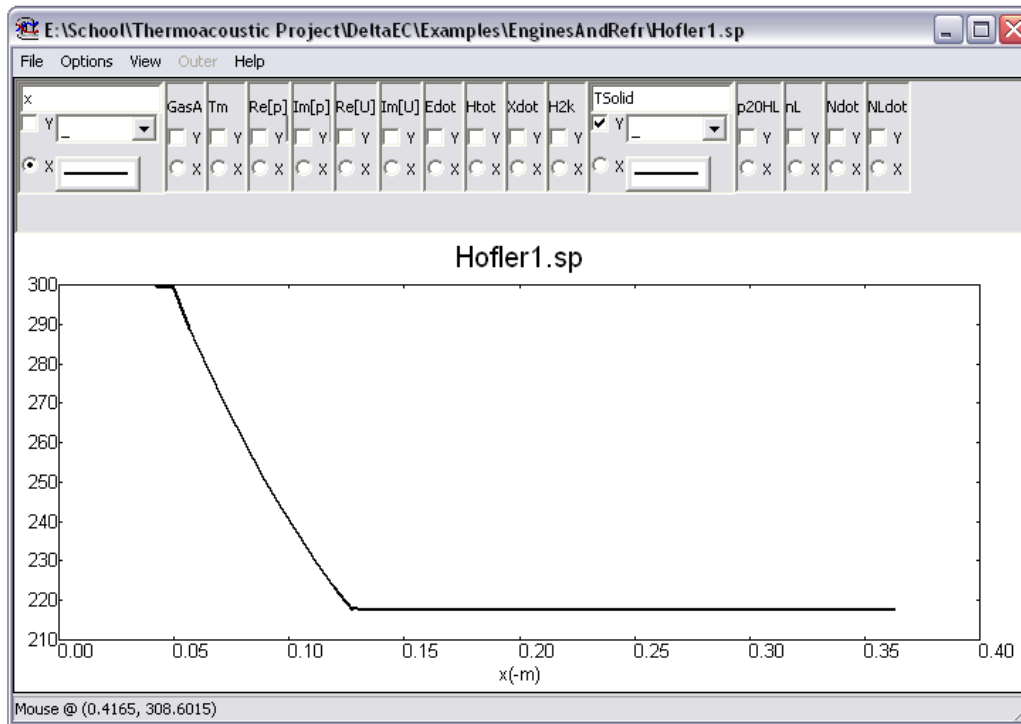 E:\School\Thermoacoustic Project\DeltaEC\Examples\EnginesAndRefr\Hofler1.sp
File Options View Outer Help
x GasA Tm Re[p] Im[p] Re[U] Im[U] Edot Htot Xdot H2k TSolid p20HL nL Ndot NLdot
Y _ Y Y Y Y Y Y Y Y Y Y Y _ Y Y Y Y
X X X X X X X X X X X X X X X X
Hofler1.sp
300
290
280
270
260
250
240
230
220
210
0.00 0.05 0.10 0.15 0.20 0.25 0.30 0.35 0.40
x(-m)
Mouse @ (0.4165, 308.6015)